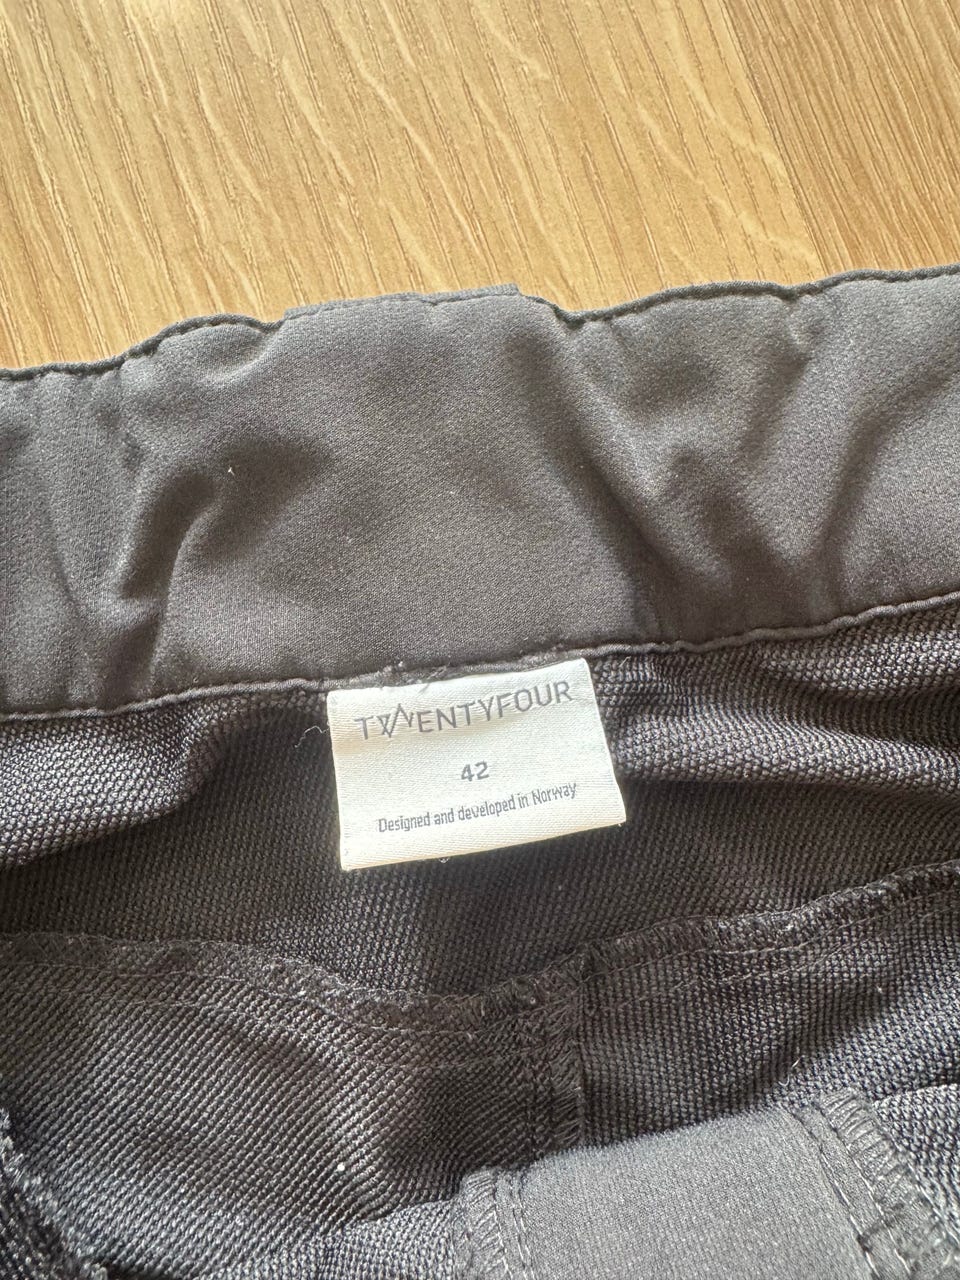 TWENTYFOUR
42
Designed and developed in Norway